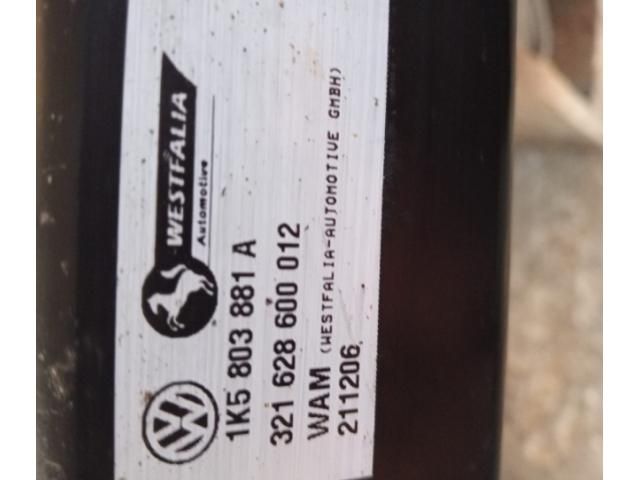 WESTFALIA
Automotive
1K5 803 881 A
321 628 600 012
WAM (WESTFALIA-AUTOMOTIVE GMBH)
211206